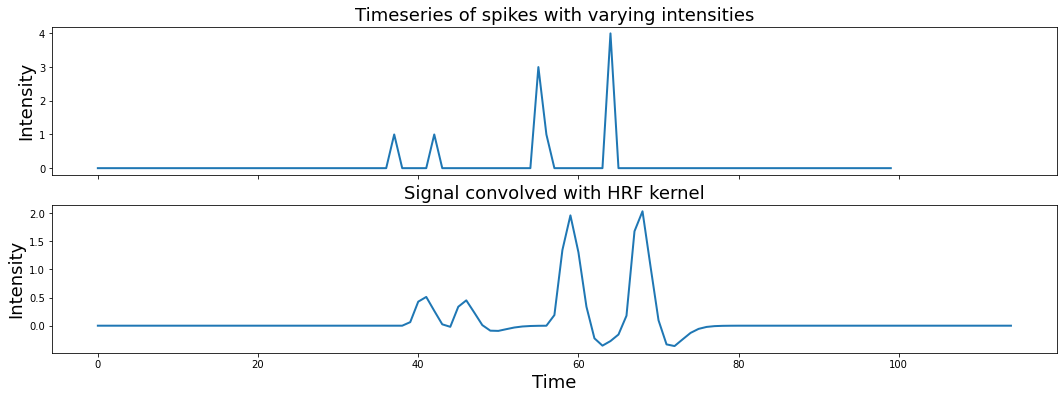 Timeseries of spikes with varying intensities
4
3
2
1
0
Intensity
Signal convolved with HRF kernel
2.0
1.5
1.0
0.5
0.0
Intensity
0 20 40 60 80 100
Time